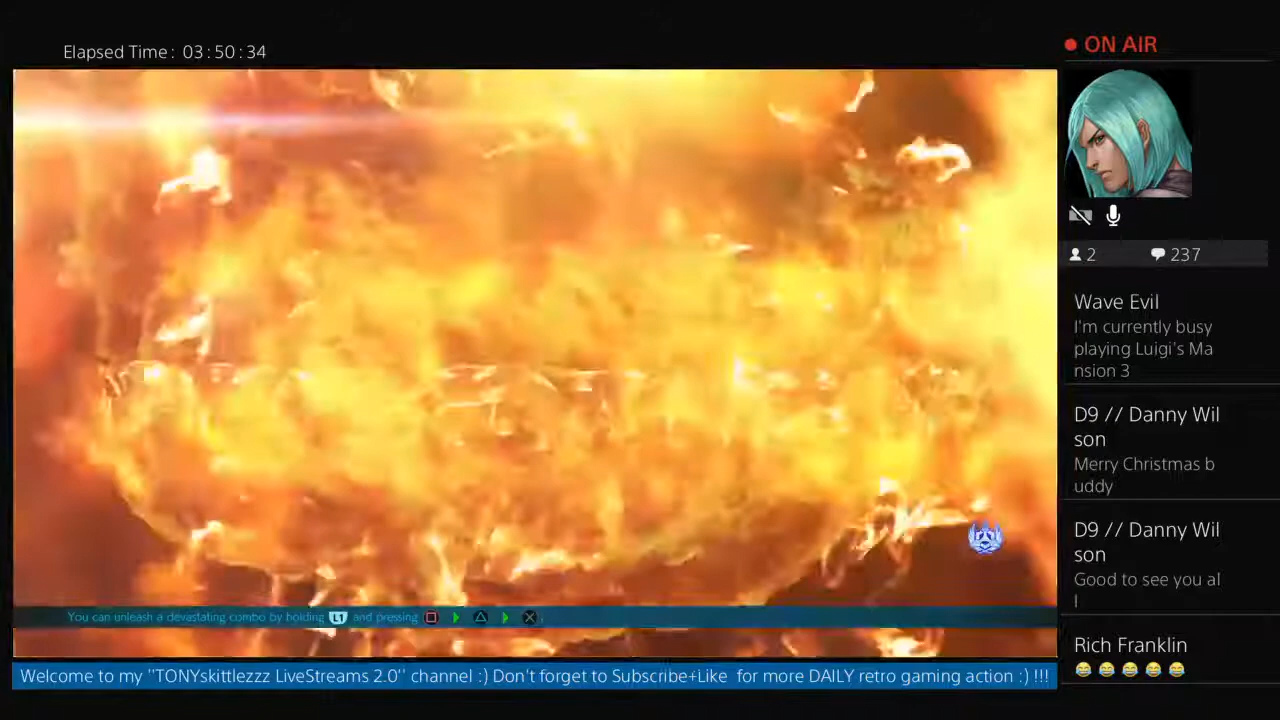 Elapsed Time: 03:50:34
ON AIR
2
237
Wave Evil
I'm currently busy
playing Luigi's Ma
nsion 3
D9 // Danny Wil
son
Merry Christmas b
uddy
D9 // Danny Wil
son
Good to see you al
l
Rich Franklin
😂 😂 😂 😂 😂
You can unleash a devastating combo by holding L1 and pressing
Welcome to my "TONYskittlezzz LiveStreams 2.0" channel :) Don't forget to Subscribe+Like for more DAILY retro gaming action :) !!!